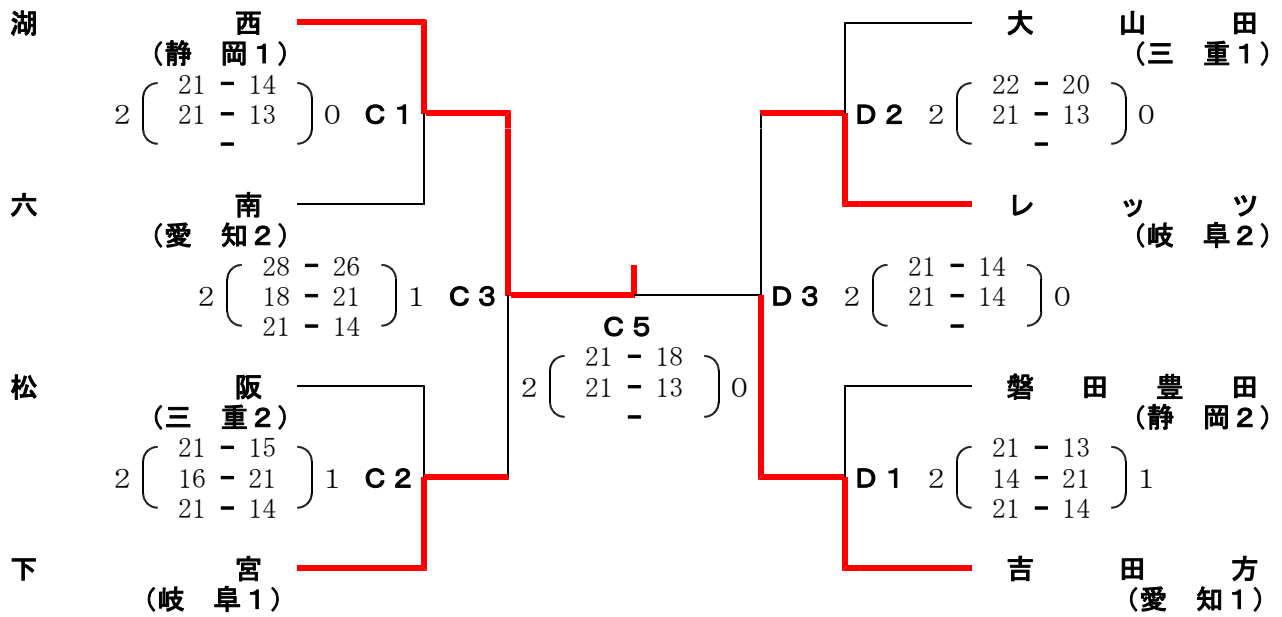 湖西 大山田
(静岡1) (三重1)
21 - 14 22 - 20
2 21 - 13 0 C1 D2 2 21 - 13 0
- -
六南 レッツ
(愛知2) (岐阜2)
28 - 26 21 - 14
2 18 - 21 1 C3 D3 2 21 - 14 0
21 - 14 -
C5
21 - 18
2 21 - 13 0
-
松阪 磐田豊田
(三重2) (静岡2)
21 - 15 21 - 13
2 16 - 21 1 C2 D1 2 14 - 21 1
21 - 14 21 - 14
下宮 吉田方
(岐阜1) (愛知1)